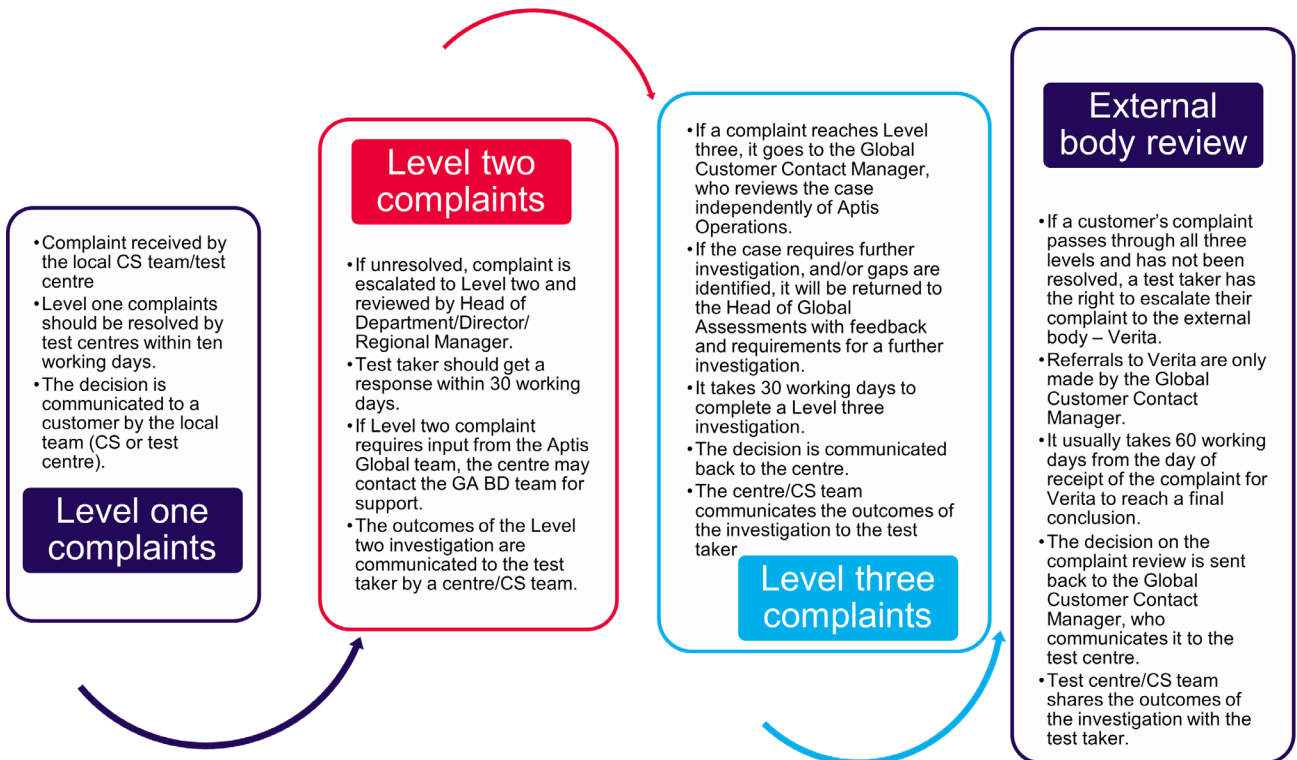 •Complaint received by
the local CS team/test
centre
•Level one complaints
should be resolved by
test centres within ten
working days.
•The decision is
communicated to a
customer by the local
team (CS or test
centre).
Level one
complaints
Level two
complaints
•If unresolved, complaint is
escalated to Level two and
reviewed by Head of
Department/Director/
Regional Manager.
•Test taker should get a
response within 30 working
days.
•If Level two complaint
requires input from the Aptis
Global team, the centre may
contact the GA BD team for
support.
•The outcomes of the Level
two investigation are
communicated to the test
taker by a centre/CS team.
•If a complaint reaches Level
three, it goes to the Global
Customer Contact Manager,
who reviews the case
independently of Aptis
Operations.
•If the case requires further
investigation, and/or gaps are
identified, it will be returned to
the Head of Global
Assessments with feedback
and requirements for a further
investigation.
•It takes 30 working days to
complete a Level three
investigation.
•The decision is communicated
back to the centre.
•The centre/CS team
communicates the outcomes of
the investigation to the test
taker
Level three
complaints
External
body review
•If a customer’s complaint
passes through all three
levels and has not been
resolved, a test taker has
the right to escalate their
complaint to the external
body – Verita.
•Referrals to Verita are only
made by the Global
Customer Contact
Manager.
•It usually takes 60 working
days from the day of
receipt of the complaint for
Verita to reach a final
conclusion.
•The decision on the
complaint review is sent
back to the Global
Customer Contact
Manager, who
communicates it to the
test centre.
•Test centre/CS team
shares the outcomes of
the investigation with the
test taker.